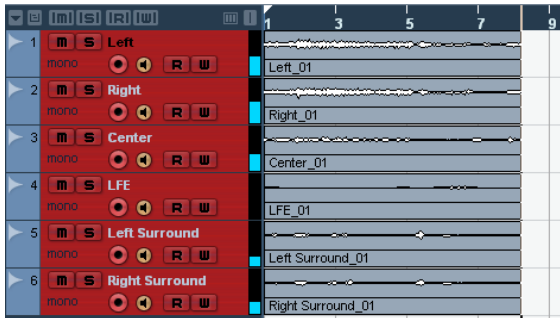 M S R W
1 3 5 7 9
1 M S Left
mono R W
Left_01
2 M S Right
mono R W
Right_01
3 M S Center
mono R W
Center_01
4 M S LFE
mono R W
LFE_01
5 M S Left Surround
mono R W
Left Surround_01
6 M S Right Surround
mono R W
Right Surround_01